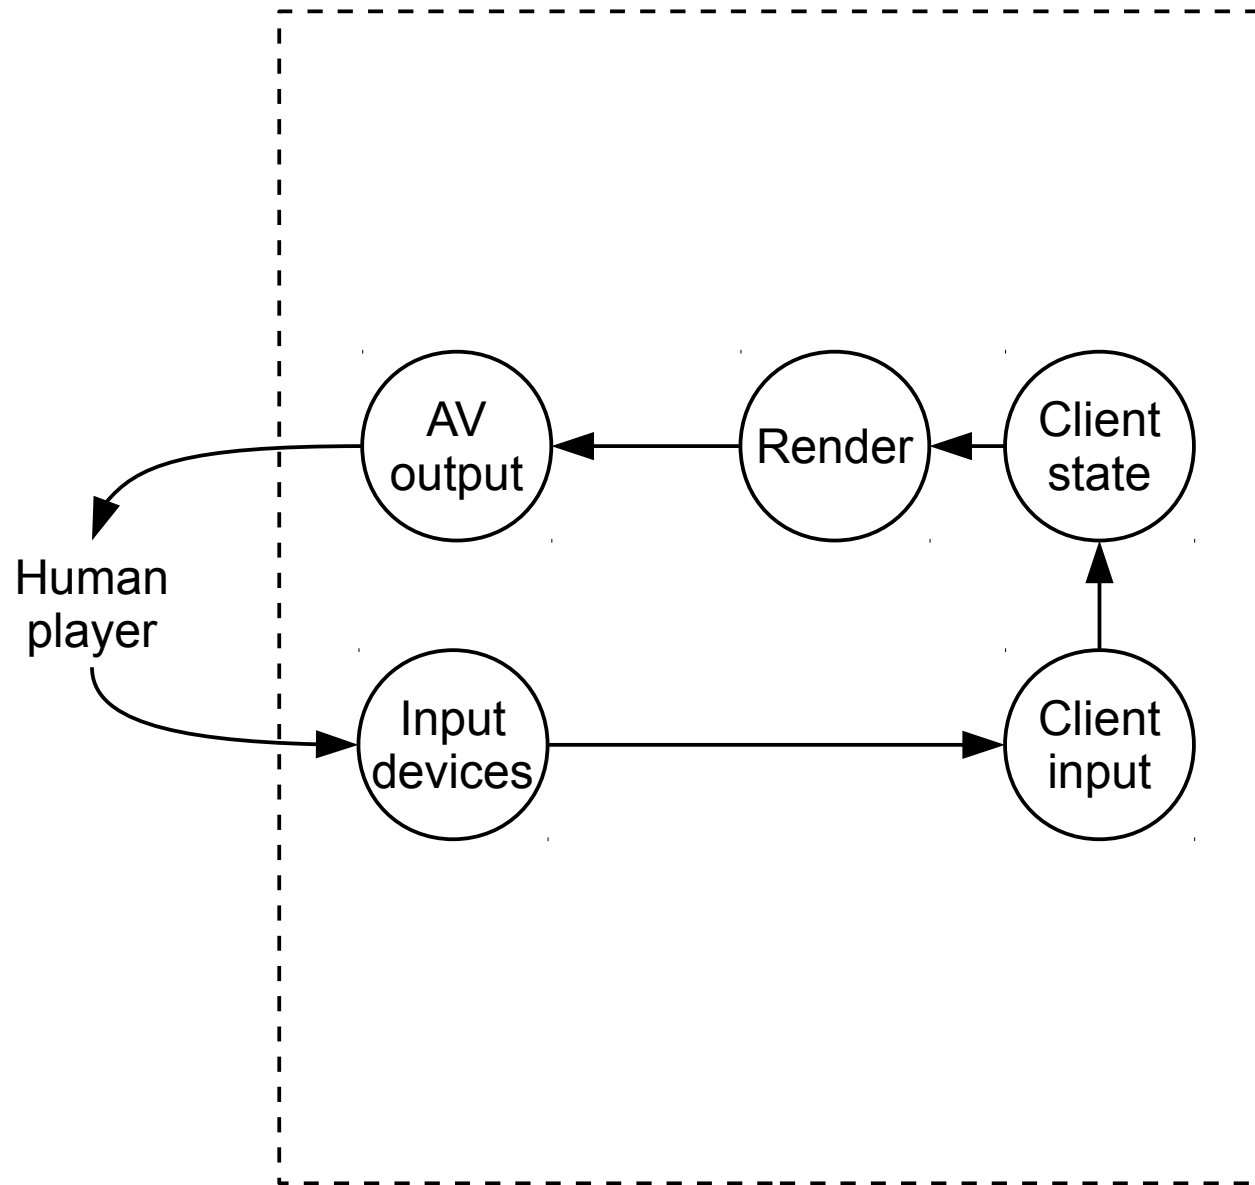 AV
output
Render
Client
state
Human
player
Input
devices
Client
input